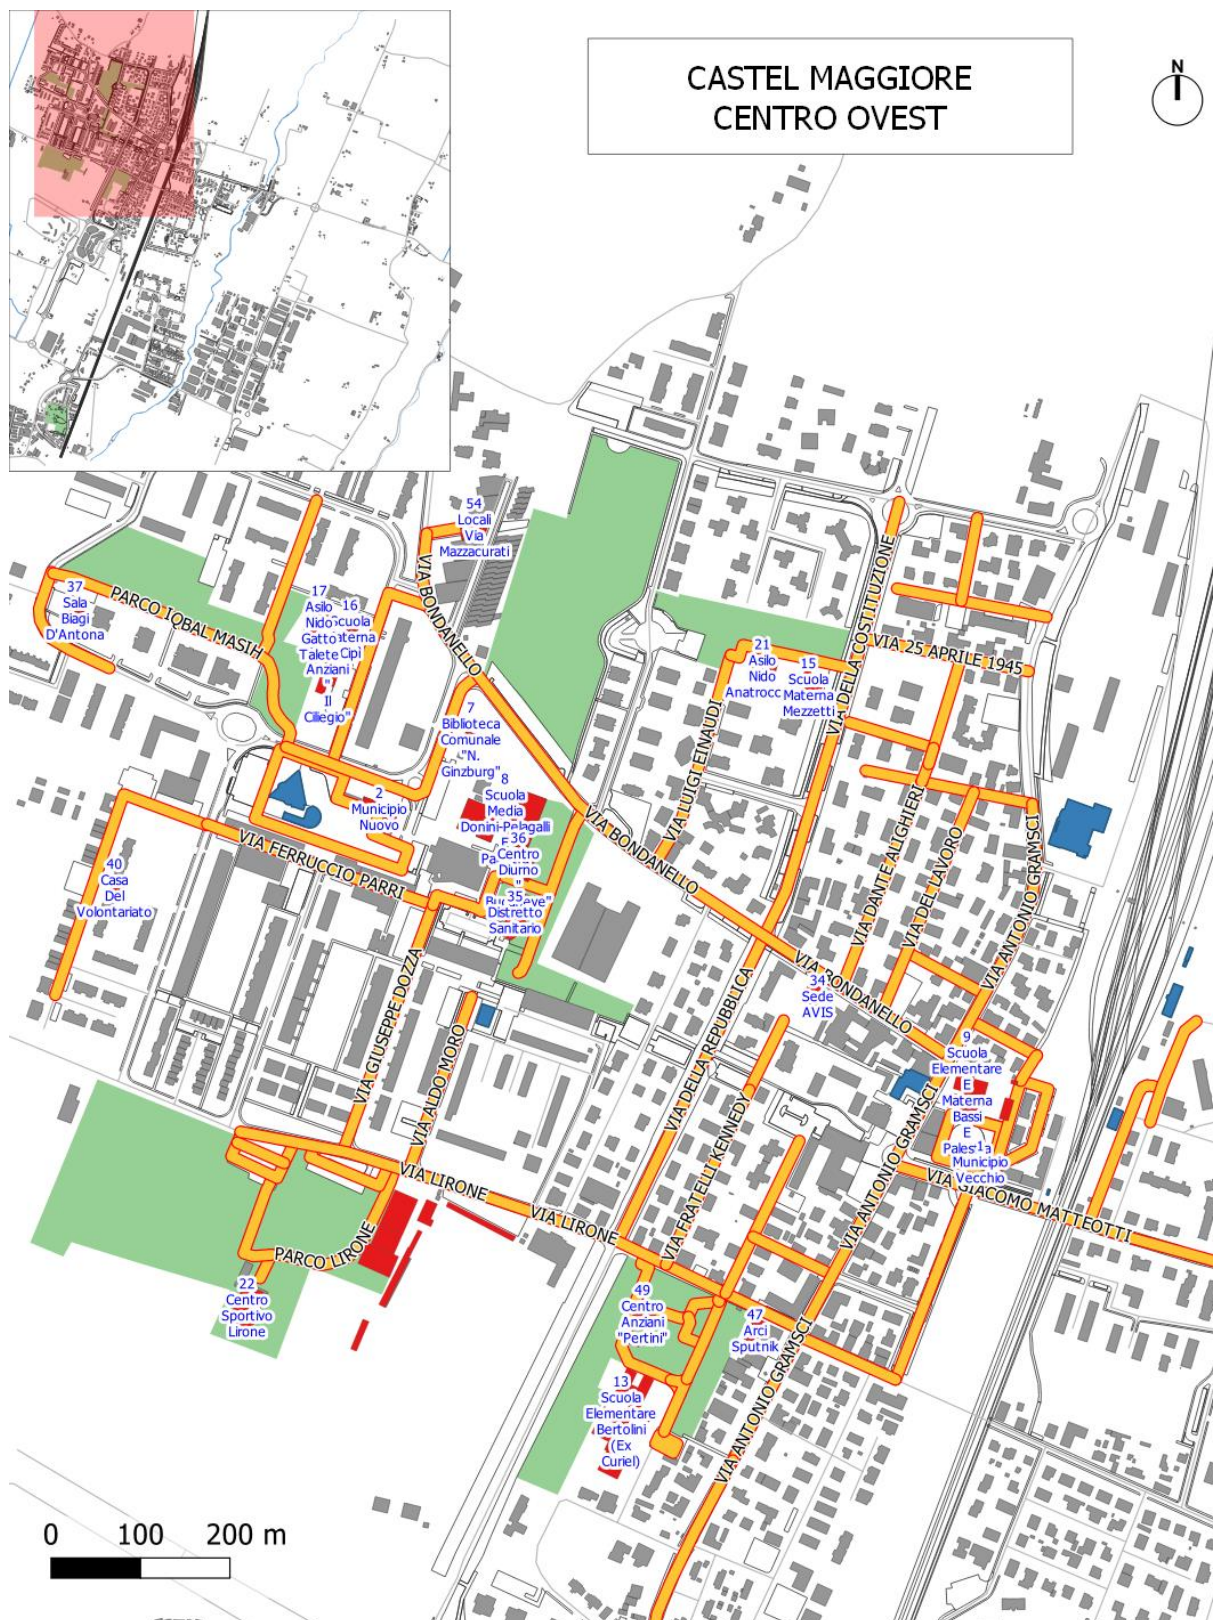 CASTEL MAGGIORE
CENTRO OVEST
N
54
Locali
Via
Mazzacurati
37
Sala
Biagi
D'Antona
PARCO IQBAL MASIH
17
Asilo
Nido
Gatto
Talete
Anziani
"
Il
Ciliegio"
16
Scuola
Cipì
VIA BONDANELLO
7
Biblioteca
Comunale
"N.
Ginzburg"
8
Scuola
Media
Donini-Pelagalli
E
2
Municipio
Nuovo
36
Centro
Diurno
"
35
Distretto
Sanitario
40
Casa
Del
Volontariato
VIA FERRUCCIO PARRI
VIA GIUSEPPE DOZZA
VIA ALDO MORO
21
Asilo
Nido
15
Scuola
Materna
Mezzetti
VIA DELLA COSTITUZIONE
VIA 25 APRILE 1945
VIA LUIGI EINAUDI
VIA BONDANELLO
VIA DANTE ALIGHIERI
VIA DEL LAVORO
VIA ANTONIO GRAMSCI
VIA BONDANELLO
34
Sede
AVIS
9
Scuola
Elementare
E
Materna
Bassi
E
Palestra
1
Municipio
Vecchio
VIA DELLA REPUBBLICA
VIA FRATELLI KENNEDY
VIA ANTONIO GRAMSCI
VIA GIACOMO MATTEOTTI
VIA LIRONE
VIA LIRONE
PARCO LIRONE
22
Centro
Sportivo
Lirone
49
Centro
Anziani
"Pertini"
47
Arci
Sputnik
13
Scuola
Elementare
Bertolini
(Ex
Curiel)
VIA ANTONIO GRAMSCI
0 100 200 m